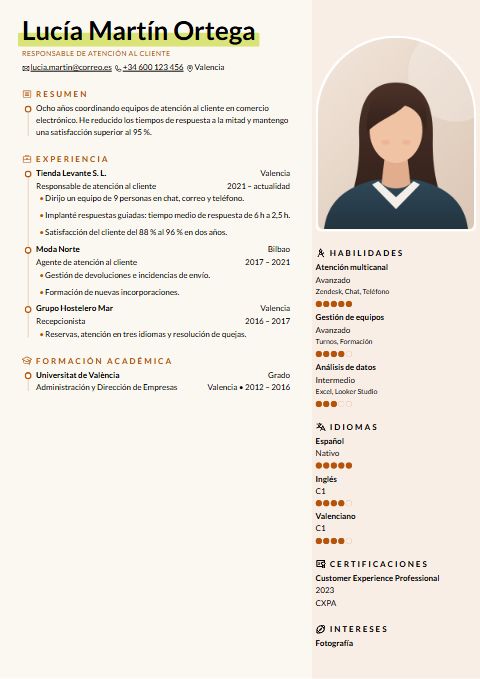 Lucía Martín Ortega
RESPONSABLE DE ATENCIÓN AL CLIENTE
lucia.martin@correo.es +34 600 123 456 Valencia
RESUMEN
Ocho años coordinando equipos de atención al cliente en comercio
electrónico. He reducido los tiempos de respuesta a la mitad y mantengo
una satisfacción superior al 95 %.
EXPERIENCIA
Tienda Levante S. L. Valencia
Responsable de atención al cliente 2021 – actualidad
• Dirijo un equipo de 9 personas en chat, correo y teléfono.
• Implanté respuestas guiadas: tiempo medio de respuesta de 6 h a 2,5 h.
• Satisfacción del cliente del 88 % al 96 % en dos años.
Moda Norte Bilbao
Agente de atención al cliente 2017 – 2021
• Gestión de devoluciones e incidencias de envío.
• Formación de nuevas incorporaciones.
Grupo Hostelero Mar Valencia
Recepcionista 2016 – 2017
• Reservas, atención en tres idiomas y resolución de quejas.
FORMACIÓN ACADÉMICA
Universitat de València Grado
Administración y Dirección de Empresas Valencia • 2012 – 2016
HABILIDADES
Atención multicanal
Avanzado
Zendesk, Chat, Teléfono
Gestión de equipos
Avanzado
Turnos, Formación
Análisis de datos
Intermedio
Excel, Looker Studio
IDIOMAS
Español
Nativo
Inglés
C1
Valenciano
C1
CERTIFICACIONES
Customer Experience Professional
2023
CXPA
INTERESES
Fotografía